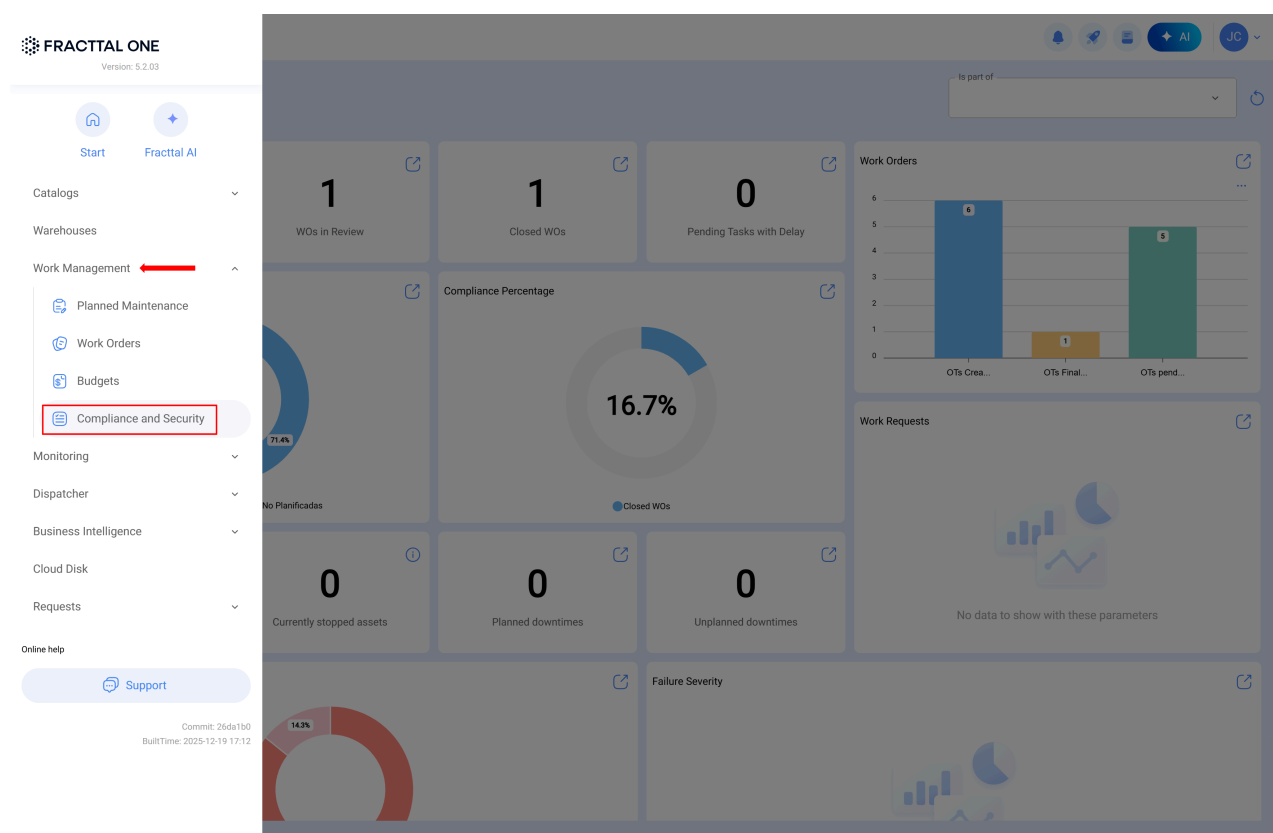 FRACTTAL ONE
Version: 5.2.03
Start
Fracttal AI
Catalogs
Warehouses
Work Management
Planned Maintenance
Work Orders
Budgets
Compliance and Security
Monitoring
Dispatcher
Business Intelligence
Cloud Disk
Requests
Online help
Support
Commit: 26da1b0
BuiltTime: 2025-12-19 17:12
AI
JC
Is part of
1
WOs in Review
1
Closed WOs
0
Pending Tasks with Delay
Work Orders
...
6
5
4
3
2
1
0
6
1
5
OTs Crea...
OTs Final...
OTs pend...
71.4%
No Planificadas
Compliance Percentage
16.7%
Closed WOs
Work Requests
No data to show with these parameters
0
Currently stopped assets
0
Planned downtimes
0
Unplanned downtimes
14.3%
Failure Severity